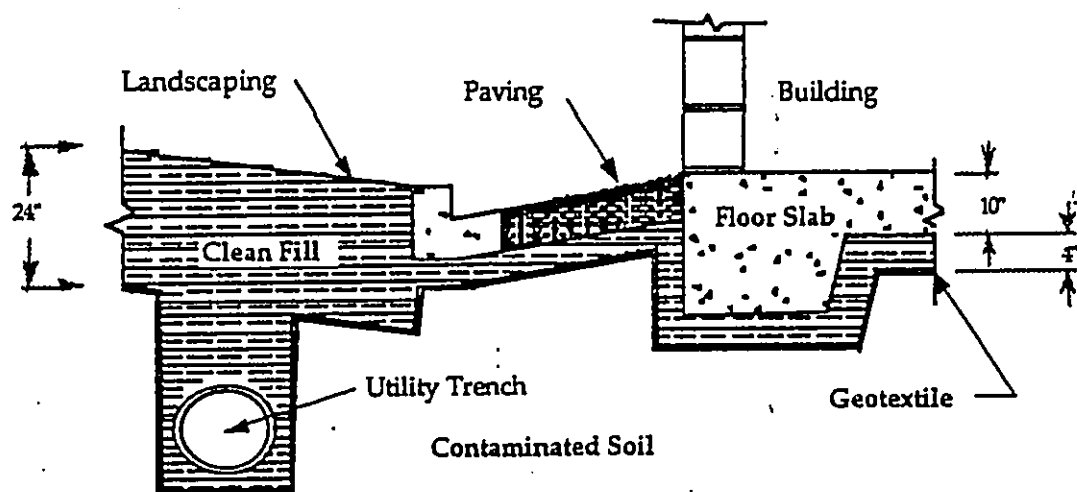 Landscaping
Paving
Building
24"
Clean Fill
Floor Slab
10"
4"
Utility Trench
Geotextile
Contaminated Soil